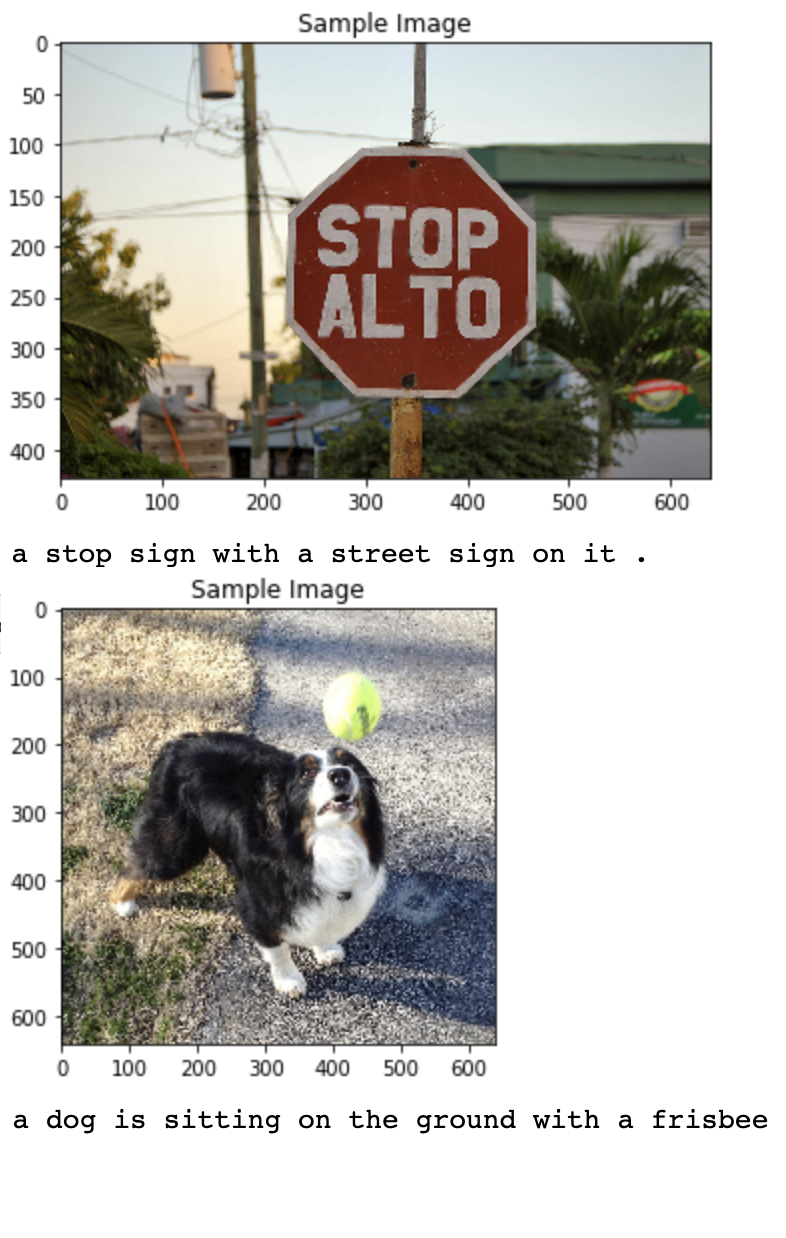 Sample Image
0
50
100
150
200
250
300
350
400
STOP
ALTO
0 100 200 300 400 500 600
a stop sign with a street sign on it .
Sample Image
0
100
200
300
400
500
600
0 100 200 300 400 500 600
a dog is sitting on the ground with a frisbee